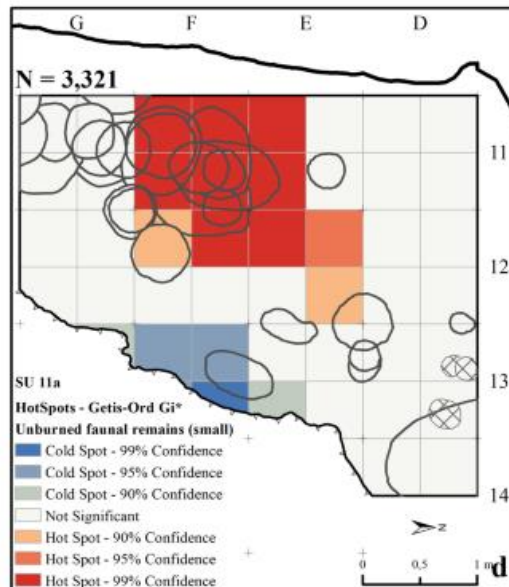 G F E D
N = 3,321
11
12
13
14
SU 11a
HotSpots - Getis-Ord Gi*
Unburned faunal remains (small)
Cold Spot - 99% Confidence
Cold Spot - 95% Confidence
Cold Spot - 90% Confidence
Not Significant
Hot Spot - 90% Confidence
Hot Spot - 95% Confidence
Hot Spot - 99% Confidence
N
0 0,5 1 m
d